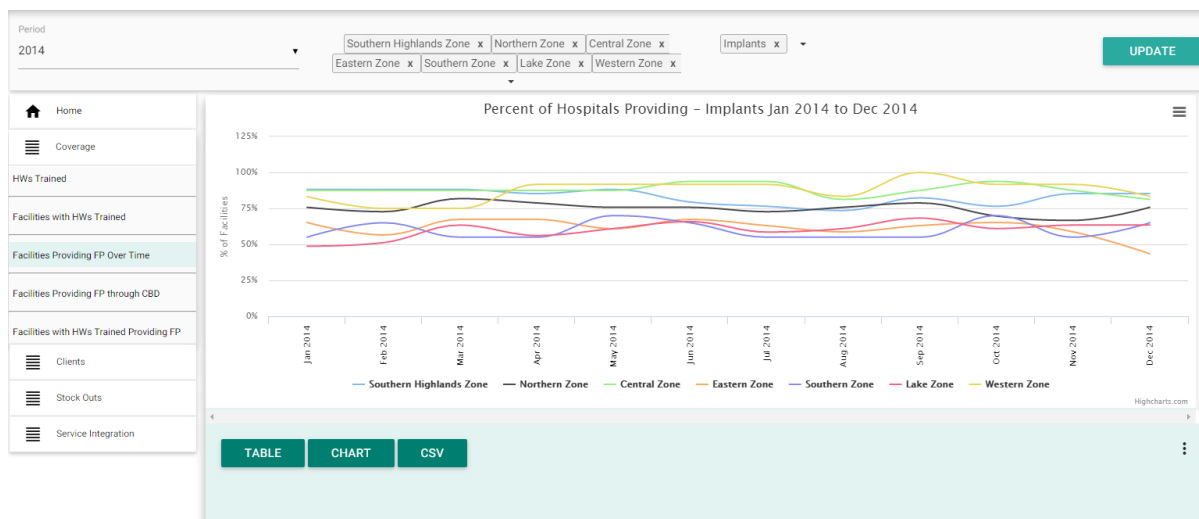 Period
2014
Southern Highlands Zone x Northern Zone x Central Zone x
Eastern Zone x Southern Zone x Lake Zone x Western Zone x
Implants x
UPDATE
Home
Coverage
HWs Trained
Facilities with HWs Trained
Facilities Providing FP Over Time
Facilities Providing FP through CBD
Facilities with HWs Trained Providing FP
Clients
Stock Outs
Service Integration
Percent of Hospitals Providing – Implants Jan 2014 to Dec 2014
% of Facilities
125%
100%
75%
50%
25%
0%
Jan 2014
Feb 2014
Mar 2014
Apr 2014
May 2014
Jun 2014
Jul 2014
Aug 2014
Sep 2014
Oct 2014
Nov 2014
Dec 2014
Southern Highlands Zone Northern Zone Central Zone Eastern Zone Southern Zone Lake Zone Western Zone
Highcharts.com
TABLE CHART CSV